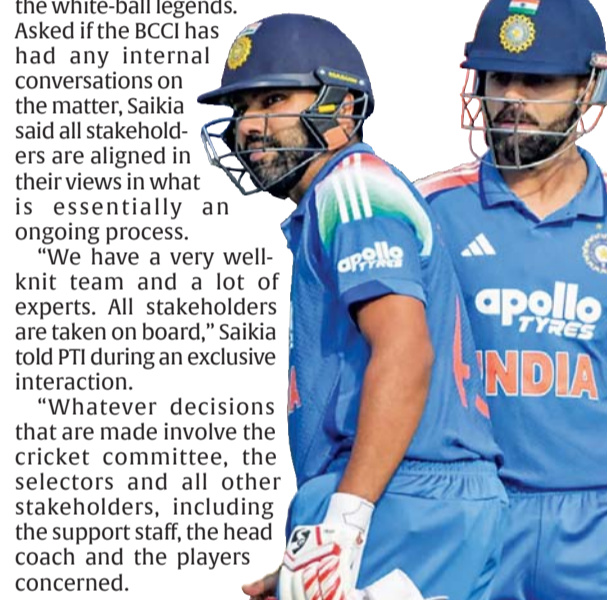 the white-ball legends.
Asked if the BCCI has
had any internal
conversations on
the matter, Saikia
said all stakehold-
ers are aligned in
their views in what
is essentially an
ongoing process.
“We have a very well-
knit team and a lot of
experts. All stakeholders
are taken on board,” Saikia
told PTI during an exclusive
interaction.
“Whatever decisions
that are made involve the
cricket committee, the
selectors and all other
stakeholders, including
the support staff, the head
coach and the players
concerned.
apollo
TYRES
apollo
TYRES
INDIA